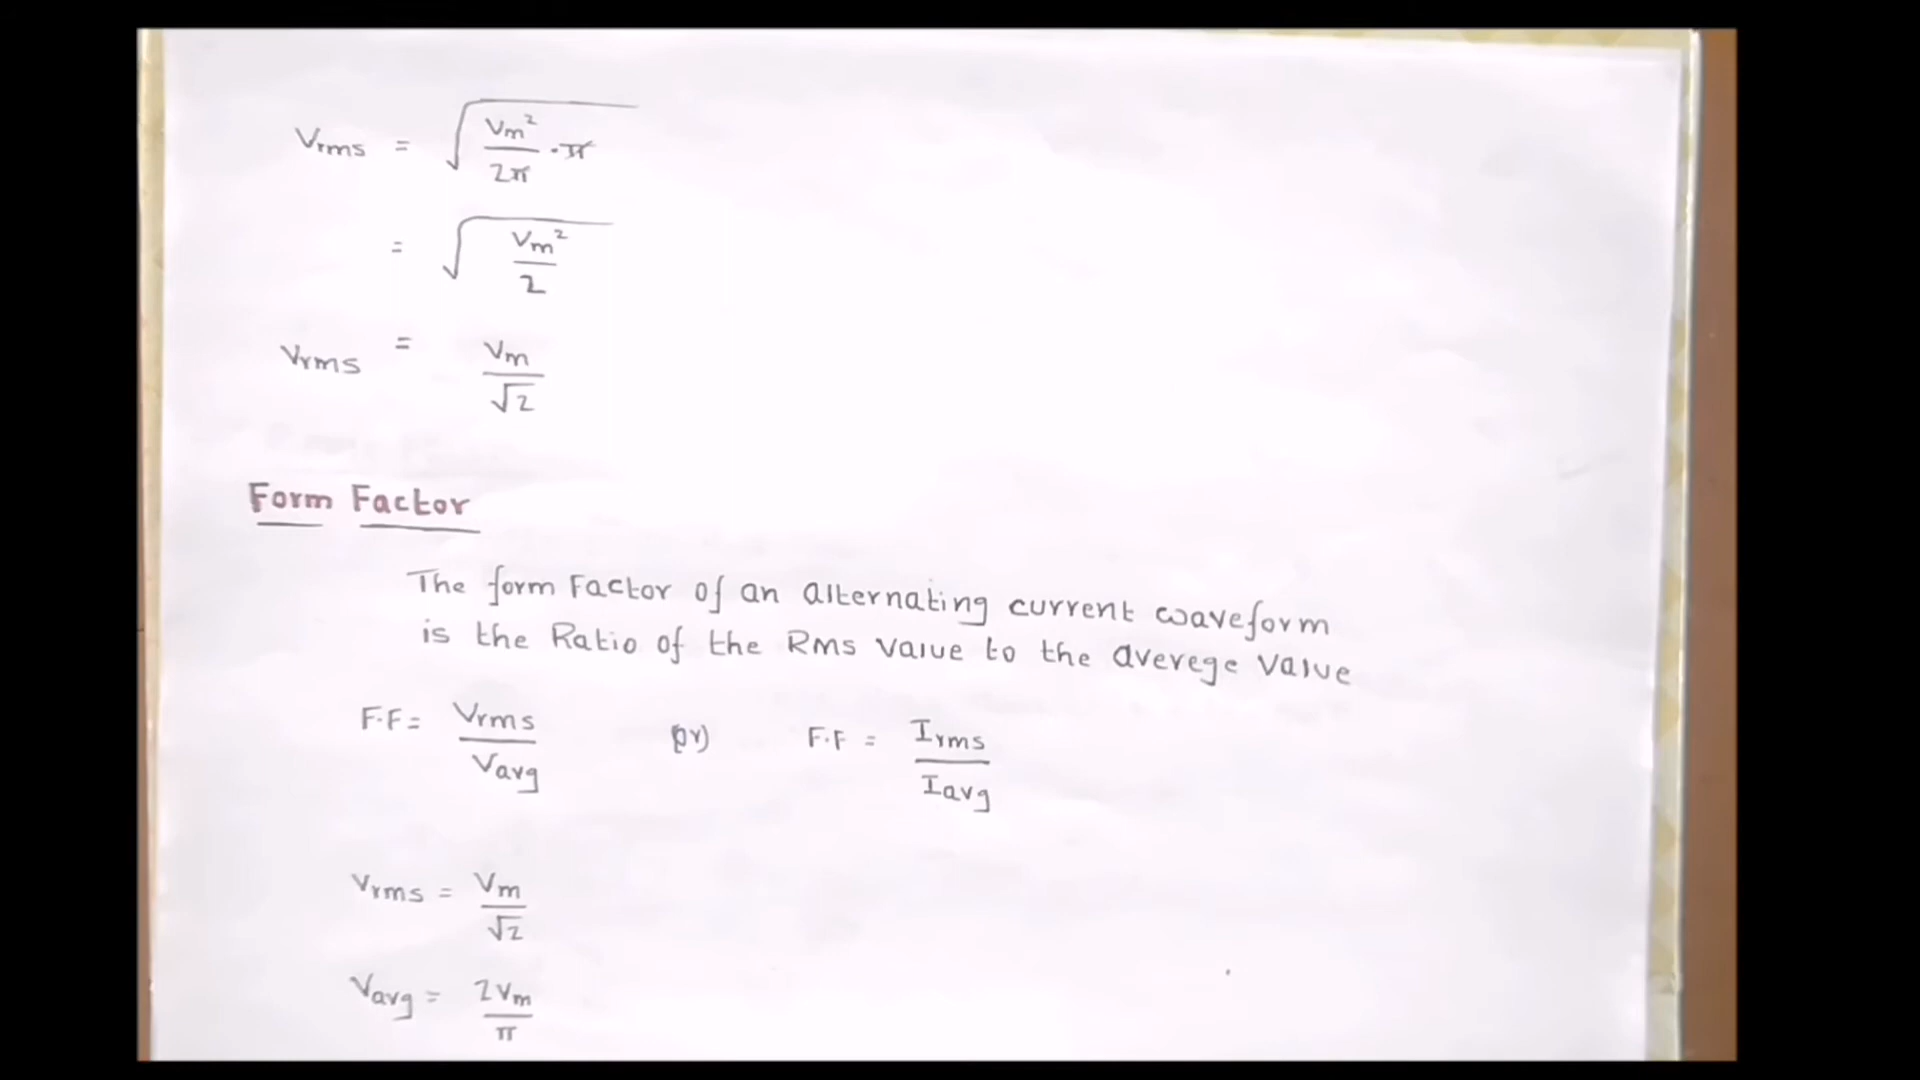 Vrms = √(Vm²/2π · π)
= √(Vm²/2)
Vrms = Vm/√2
Form Factor
The form Factor of an alternating current waveform
is the Ratio of the Rms value to the averege value
F.F = Vrms/Vavg (or) F.F = Irms/Iavg
Vrms = Vm/√2
Vavg = 2Vm/π